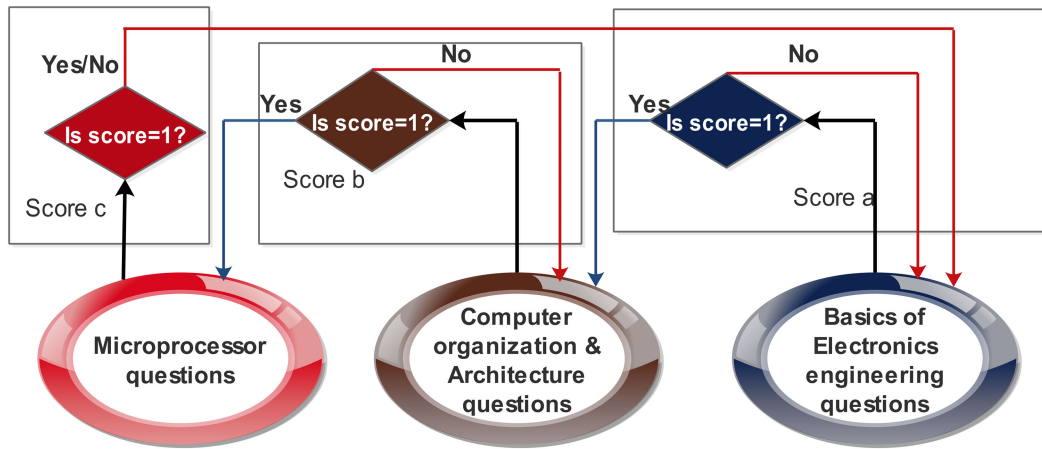 Yes/No
No
No
Yes
Yes
Is score=1?
Is score=1?
Is score=1?
Score b
Score a
Score c
Microprocessor
questions
Computer
organization &
Architecture
questions
Basics of
Electronics
engineering
questions